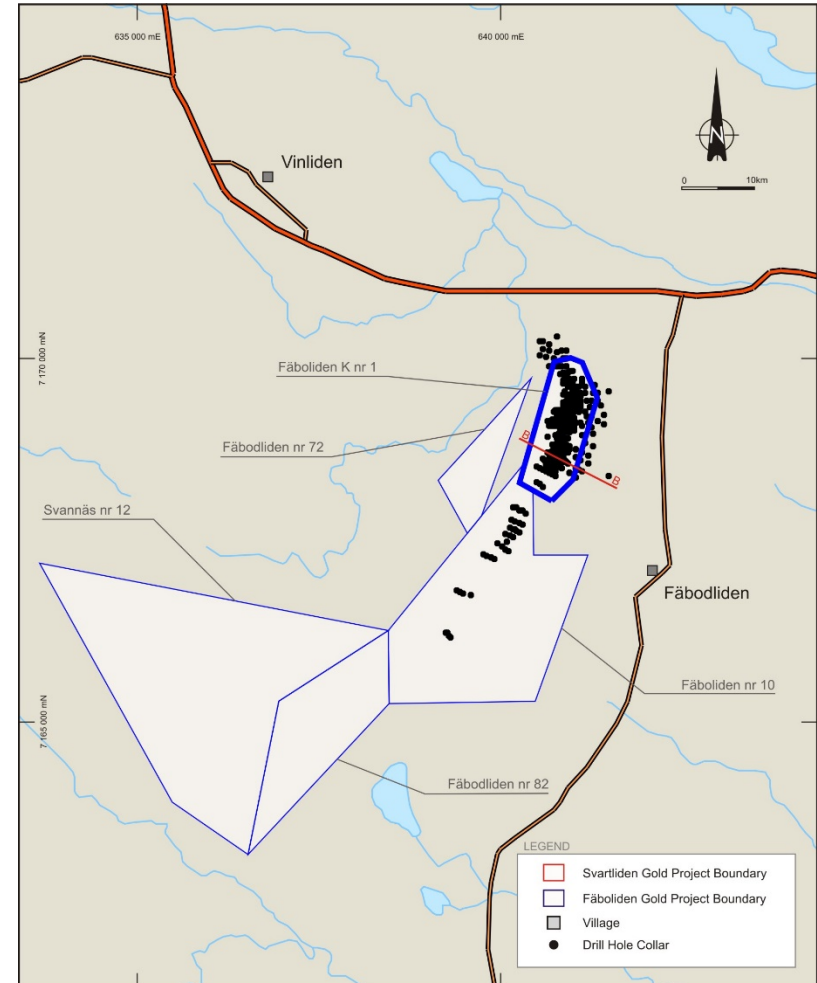 635 000 mE
640 000 mE
N
Vinliden
0 10km
7 170 000 mN
Fäboliden K nr 1
Fäbodliden nr 72
B
B
Svannäs nr 12
Fäbodliden
Fäboliden nr 10
7 165 000 mN
Fäbodliden nr 82
LEGEND
Svartliden Gold Project Boundary
Fäboliden Gold Project Boundary
Village
Drill Hole Collar